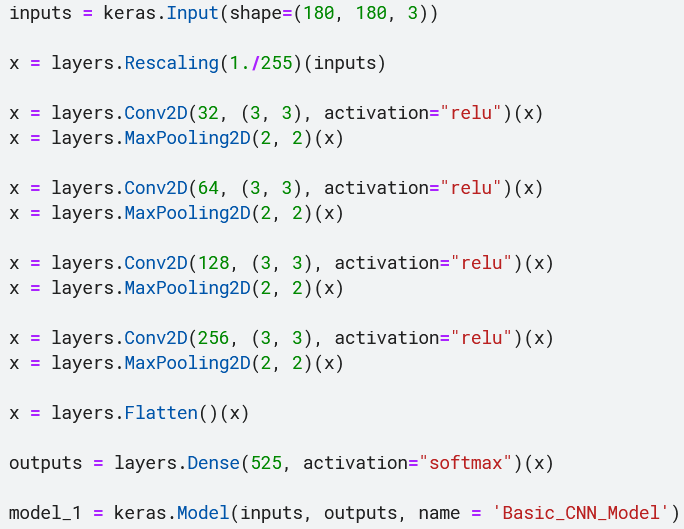 inputs = keras.Input(shape=(180, 180, 3))
x = layers.Rescaling(1./255)(inputs)
x = layers.Conv2D(32, (3, 3), activation="relu")(x)
x = layers.MaxPooling2D(2, 2)(x)
x = layers.Conv2D(64, (3, 3), activation="relu")(x)
x = layers.MaxPooling2D(2, 2)(x)
x = layers.Conv2D(128, (3, 3), activation="relu")(x)
x = layers.MaxPooling2D(2, 2)(x)
x = layers.Conv2D(256, (3, 3), activation="relu")(x)
x = layers.MaxPooling2D(2, 2)(x)
x = layers.Flatten()(x)
outputs = layers.Dense(525, activation="softmax")(x)
model_1 = keras.Model(inputs, outputs, name = 'Basic_CNN_Model')